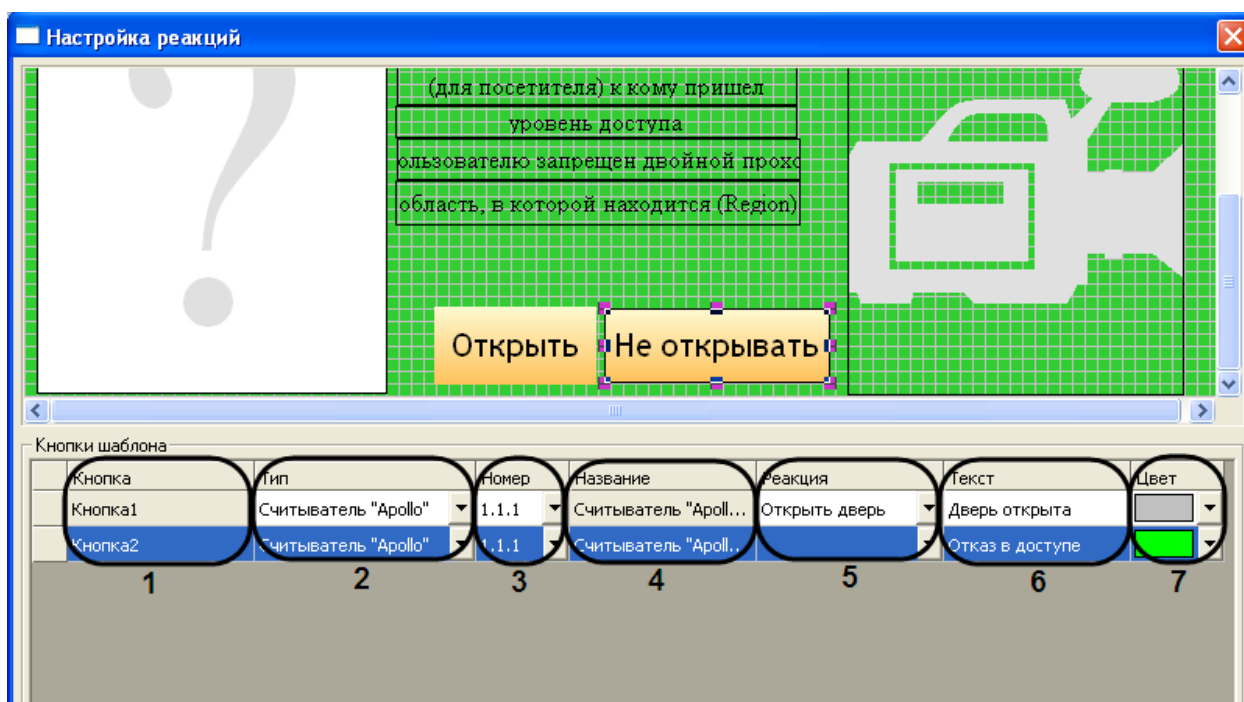 Настройка реакций
(для посетителя) к кому пришел
уровень доступа
ользователю запрещен двойной прохо
область, в которой находится (Region)
Открыть Не открывать
Кнопки шаблона
Кнопка Тип Номер Название Реакция Текст Цвет
Кнопка1 Считыватель "Apollo" 1.1.1 Считыватель "Apoll... Открыть дверь Дверь открыта
Кнопка2 Считыватель "Apollo" 1.1.1 Считыватель "Apoll... Отказ в доступе
1 2 3 4 5 6 7